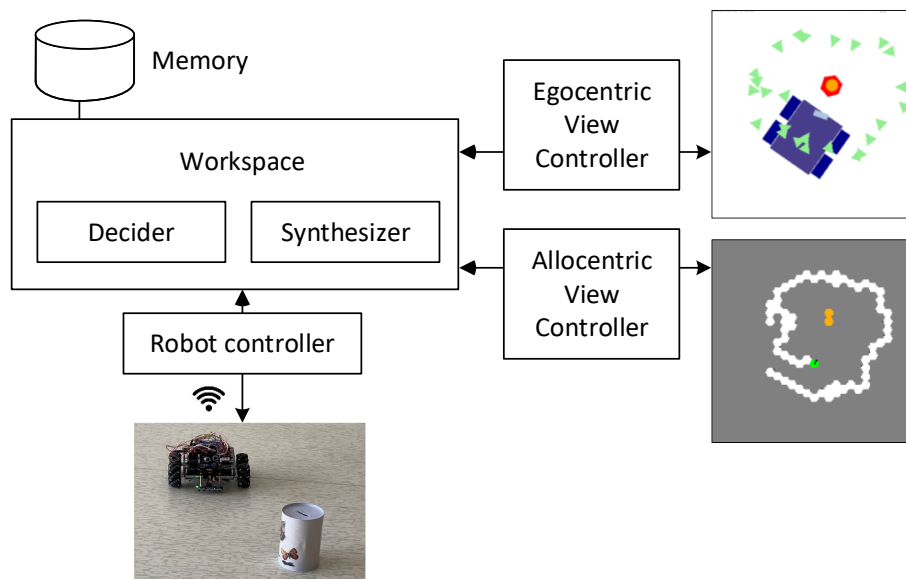 Memory
Workspace
Decider
Synthesizer
Egocentric
View
Controller
Allocentric
View
Controller
Robot controller